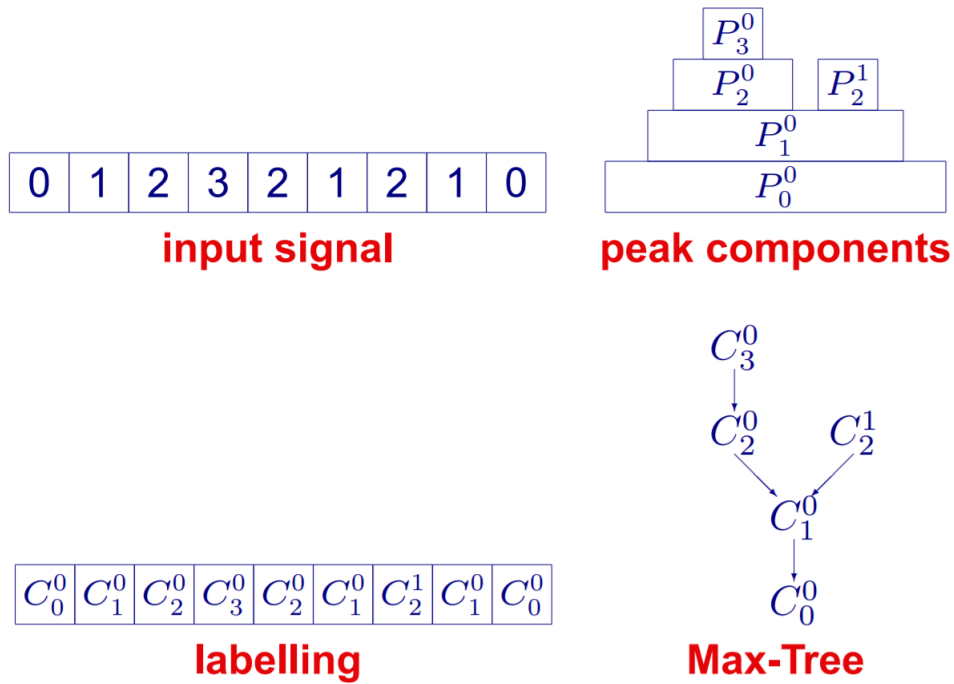 0 1 2 3 2 1 2 1 0
input signal
P_3^0
P_2^0 P_2^1
P_1^0
P_0^0
peak components
C_0^0 C_1^0 C_2^0 C_3^0 C_2^0 C_1^0 C_2^1 C_1^0 C_0^0
labelling
C_3^0
C_2^0 C_2^1
C_1^0
C_0^0
Max-Tree